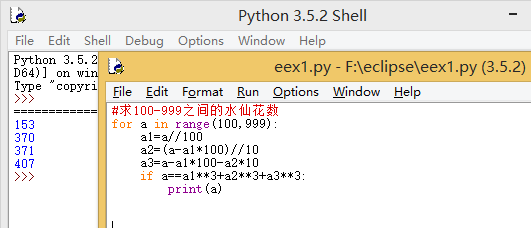 Python 3.5.2 Shell
File Edit Shell Debug Options Window Help
Python 3.5.2
D64)] on win
Type "copyri
>>>
============
153
370
371
407
>>>
eex1.py - F:\eclipse\eex1.py (3.5.2)
File Edit Format Run Options Window Help
#求100-999之间的水仙花数
for a in range(100,999):
    a1=a//100
    a2=(a-a1*100)//10
    a3=a-a1*100-a2*10
    if a==a1**3+a2**3+a3**3:
        print(a)